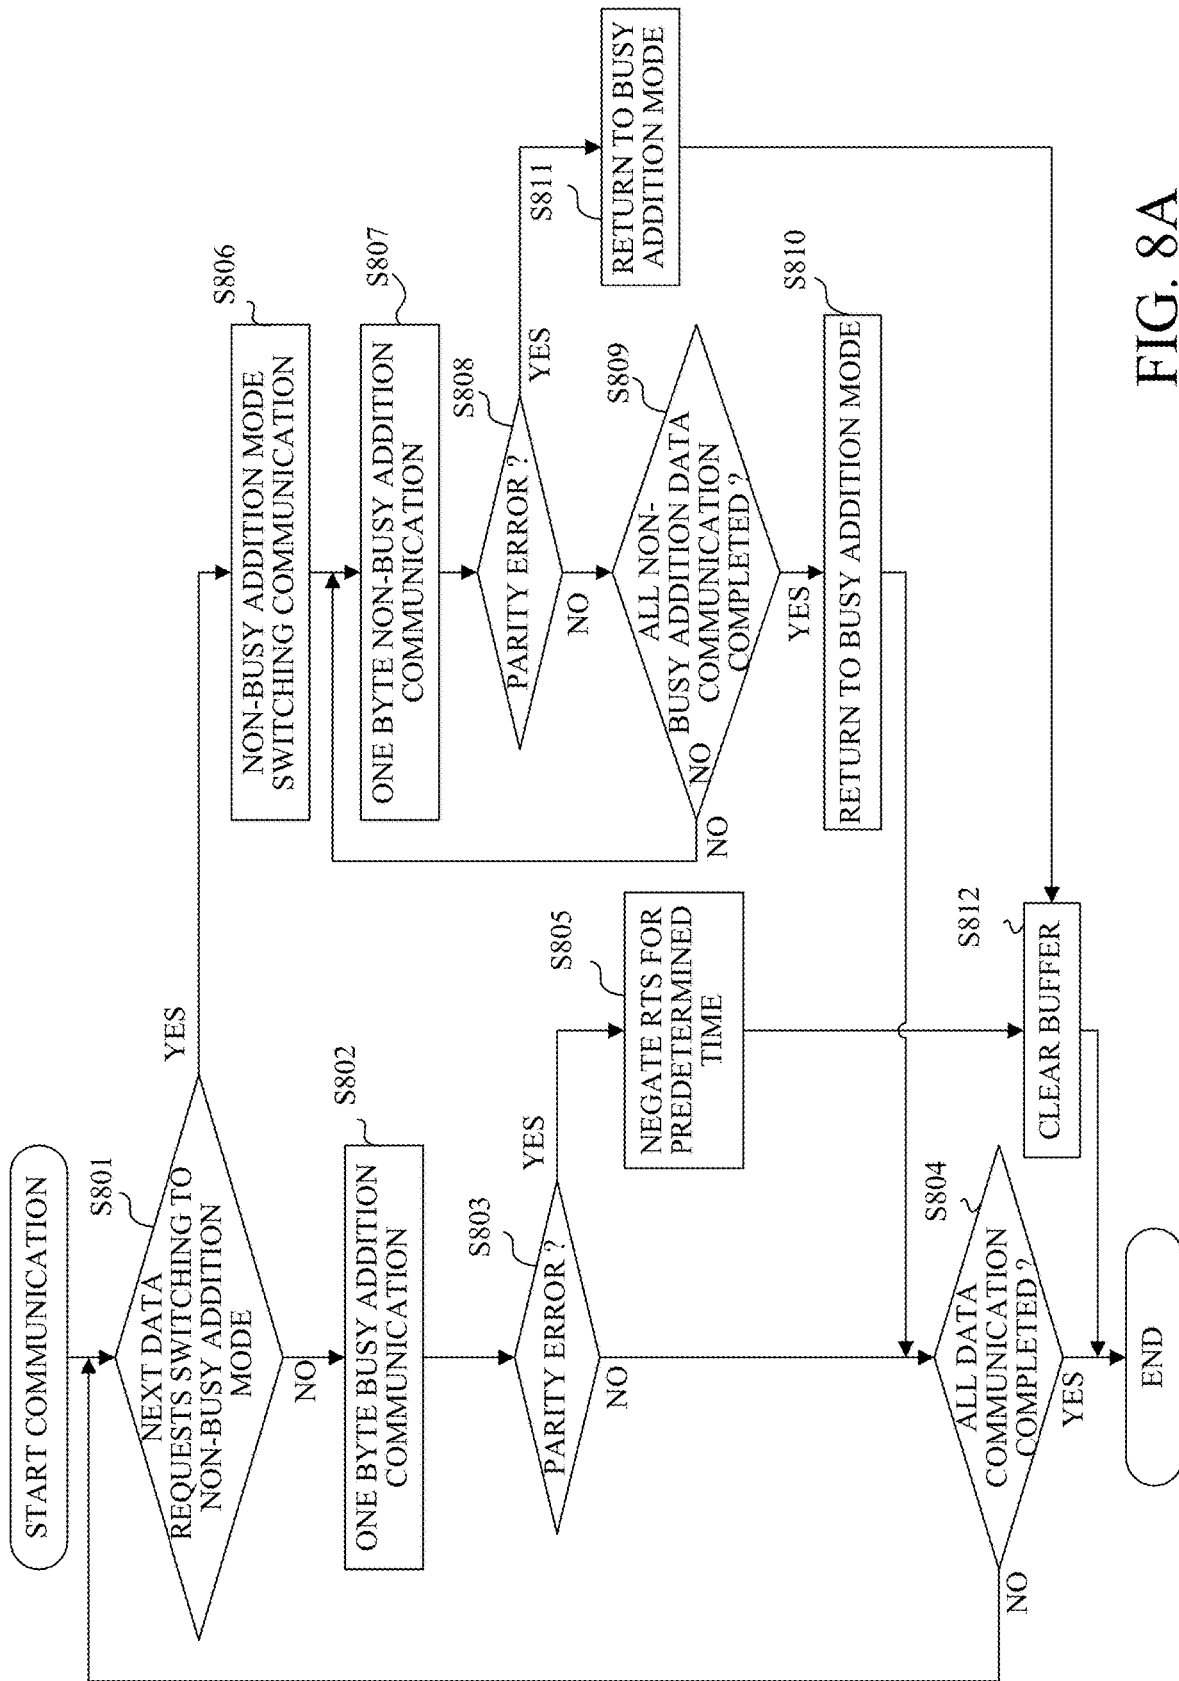 START COMMUNICATION
S801
NEXT DATA
REQUESTS SWITCHING TO
NON-BUSY ADDITION
MODE
YES
NO
S802
ONE BYTE BUSY ADDITION
COMMUNICATION
S803
PARITY ERROR ?
YES
NO
S805
NEGATE RTS FOR
PREDETERMINED
TIME
S804
ALL DATA
COMMUNICATION
COMPLETED ?
NO
YES
END
S806
NON-BUSY ADDITION MODE
SWITCHING COMMUNICATION
S807
ONE BYTE NON-BUSY ADDITION
COMMUNICATION
S808
PARITY ERROR ?
YES
NO
S809
ALL NON-
BUSY ADDITION DATA
COMMUNICATION
COMPLETED ?
NO
NO
YES
S810
RETURN TO BUSY ADDITION MODE
S811
RETURN TO BUSY
ADDITION MODE
S812
CLEAR BUFFER
FIG. 8A